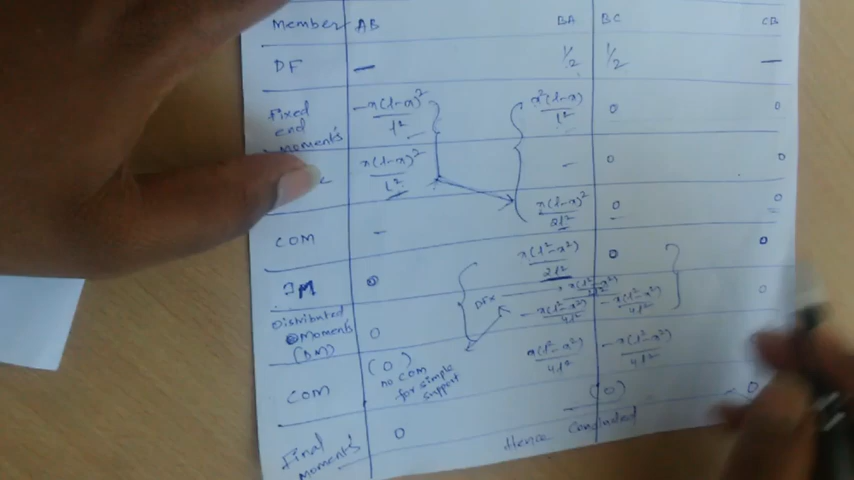 Member AB BA BC CB
DF — 1/2 1/2 —
Fixed end Moments -x(l-x)²/l² x²(l-x)/l² 0 0
x(l-x)²/l² — 0 0
COM — x(l-x)²/2l² 0 0
IM 0 x(l²-x²)/2l² 0 0
Distributed Moments (DM) 0 DFx -x(l²-x²)/4l² -x(l²-x²)/4l² 0
COM (0) no COM for simple support x(l²-x²)/4l² -x(l²-x²)/4l²
Final moments 0 (0) 0
Hence Concluded